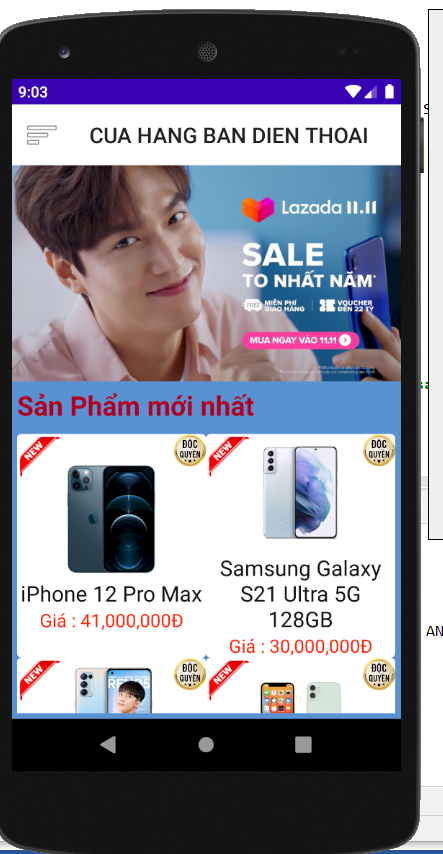 9:03
CUA HANG BAN DIEN THOAI
Lazada 11.11
SALE
TO NHẤT NĂM*
FREE MIỄN PHÍ GIAO HÀNG
VOUCHER ĐẾN 22 TỶ
MUA NGAY VÀO 11.11
Sản Phẩm mới nhất
NEW
ĐỘC QUYỀN
NEW
ĐỘC QUYỀN
iPhone 12 Pro Max
Giá : 41,000,000Đ
Samsung Galaxy
S21 Ultra 5G
128GB
Giá : 30,000,000Đ
NEW
ĐỘC QUYỀN
NEW
ĐỘC QUYỀN
AN